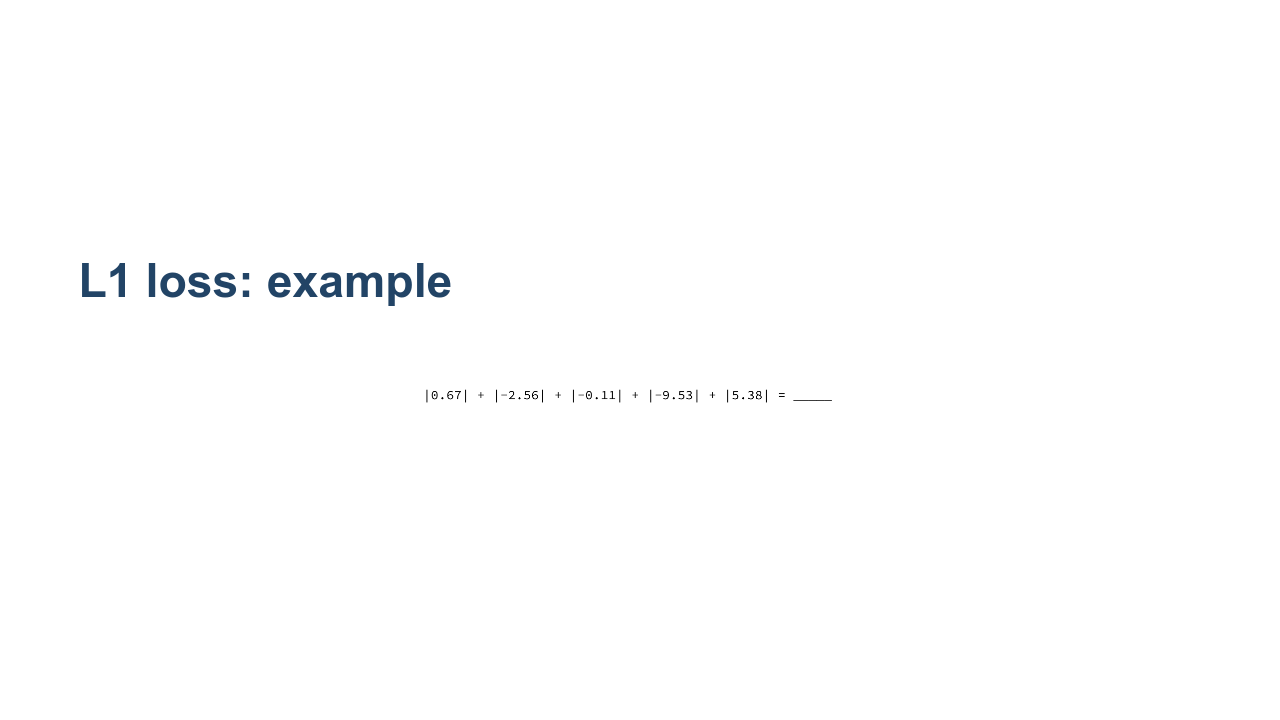 L1 loss: example
|0.67| + |−2.56| + |−0.11| + |−9.53| + |5.38| = _____